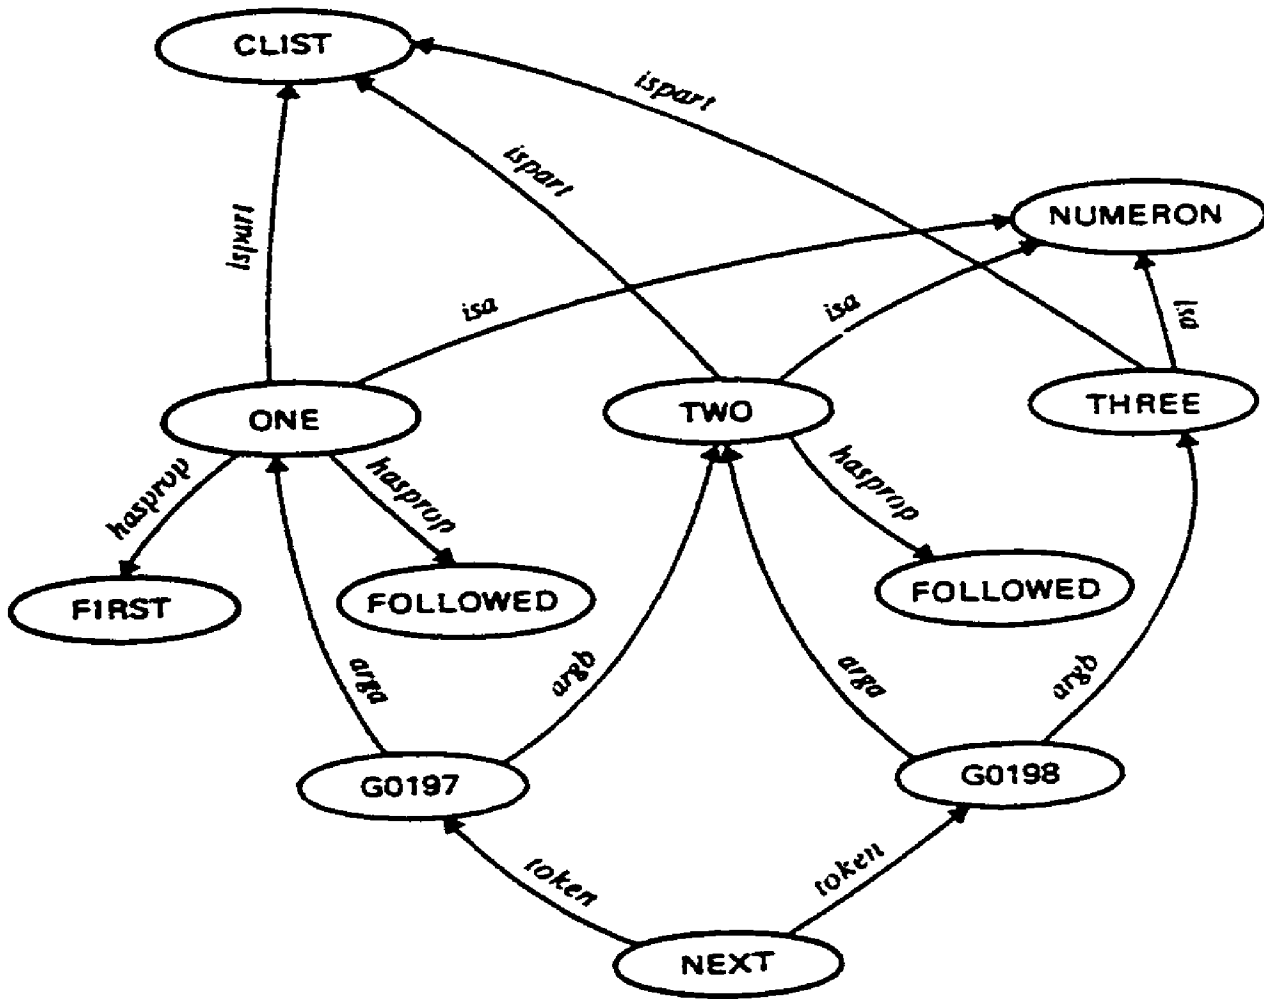 CLIST
ispart
ispart
ispart
NUMERON
isa
isa
isa
ONE
TWO
THREE
hasprop
hasprop
hasprop
FIRST
FOLLOWED
FOLLOWED
arga
argb
arga
argb
G0197
G0198
token
token
NEXT